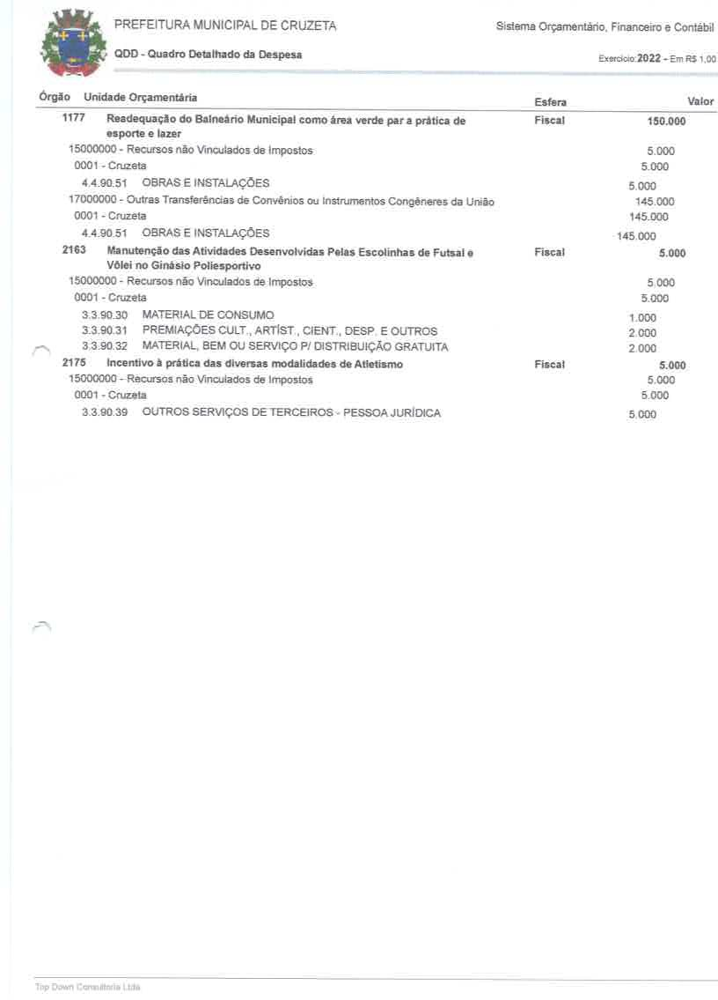 PREFEITURA MUNICIPAL DE CRUZETA
Sistema Orçamentário, Financeiro e Contábil
QDD - Quadro Detalhado da Despesa
Exercício:2022 - Em R$ 1,00
Órgão Unidade Orçamentária Esfera Valor
1177 Readequação do Balneário Municipal como área verde par a prática de Fiscal 150.000
esporte e lazer
15000000 - Recursos não Vinculados de Impostos 5.000
0001 - Cruzeta 5.000
4.4.90.51 OBRAS E INSTALAÇÕES 5.000
17000000 - Outras Transferências de Convênios ou Instrumentos Congêneres da União 145.000
0001 - Cruzeta 145.000
4.4.90.51 OBRAS E INSTALAÇÕES 145.000
2163 Manutenção das Atividades Desenvolvidas Pelas Escolinhas de Futsal e Fiscal 5.000
Vôlei no Ginásio Poliesportivo
15000000 - Recursos não Vinculados de Impostos 5.000
0001 - Cruzeta 5.000
3.3.90.30 MATERIAL DE CONSUMO 1.000
3.3.90.31 PREMIAÇÕES CULT., ARTÍST., CIENT., DESP. E OUTROS 2.000
3.3.90.32 MATERIAL, BEM OU SERVIÇO P/ DISTRIBUIÇÃO GRATUITA 2.000
2175 Incentivo à prática das diversas modalidades de Atletismo Fiscal 5.000
15000000 - Recursos não Vinculados de Impostos 5.000
0001 - Cruzeta 5.000
3.3.90.39 OUTROS SERVIÇOS DE TERCEIROS - PESSOA JURÍDICA 5.000
Top Down Consultoria Ltda